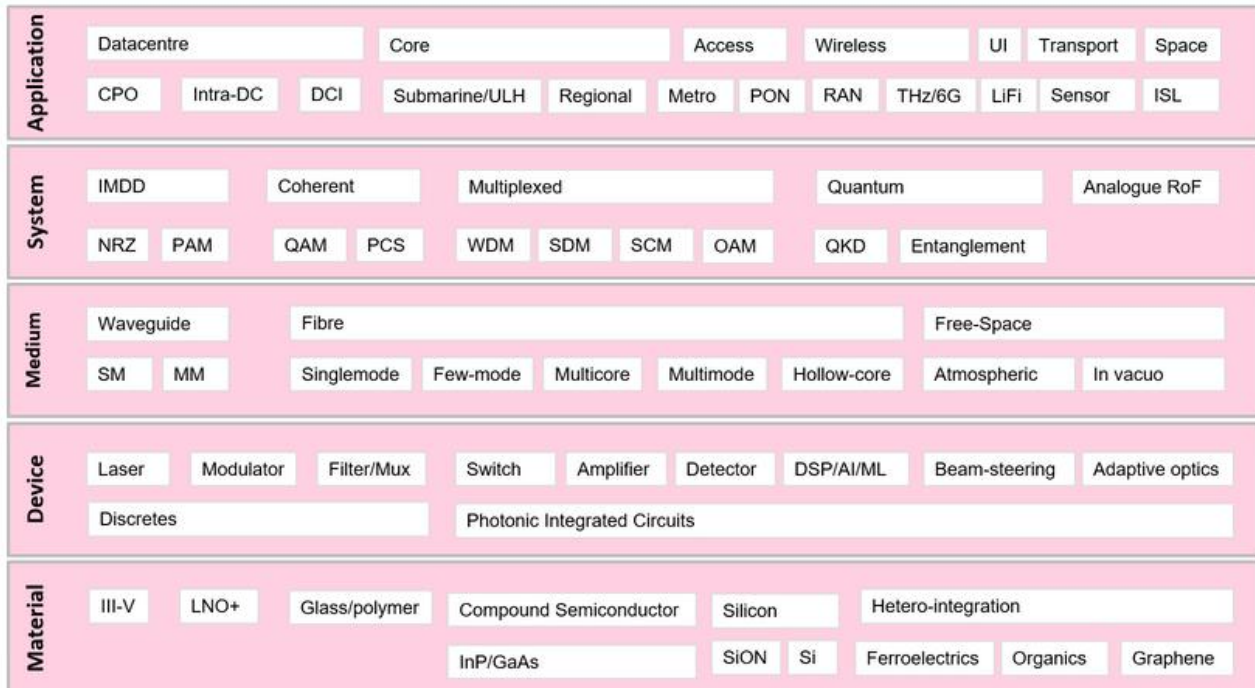 Application
Datacentre Core Access Wireless UI Transport Space
CPO Intra-DC DCI Submarine/ULH Regional Metro PON RAN THz/6G LiFi Sensor ISL
System
IMDD Coherent Multiplexed Quantum Analogue RoF
NRZ PAM QAM PCS WDM SDM SCM OAM QKD Entanglement
Medium
Waveguide Fibre Free-Space
SM MM Singlemode Few-mode Multicore Multimode Hollow-core Atmospheric In vacuo
Device
Laser Modulator Filter/Mux Switch Amplifier Detector DSP/AI/ML Beam-steering Adaptive optics
Discretes Photonic Integrated Circuits
Material
III-V LNO+ Glass/polymer Compound Semiconductor Silicon Hetero-integration
InP/GaAs SiON Si Ferroelectrics Organics Graphene